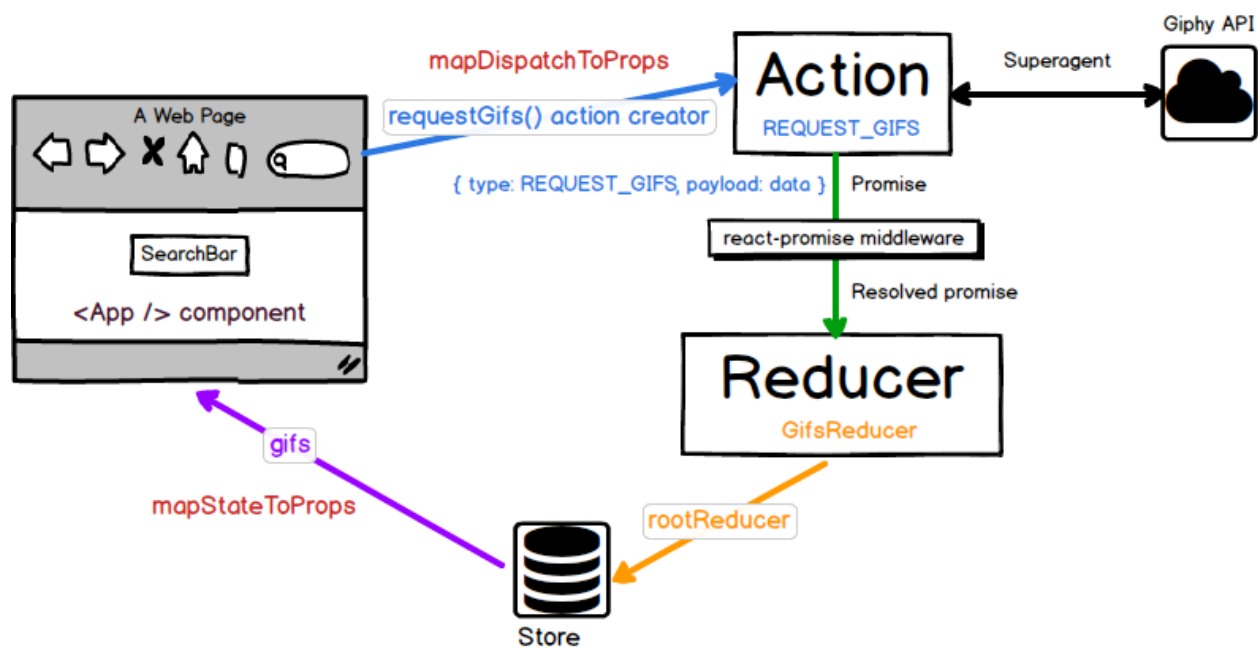 Giphy API
mapDispatchToProps
Action
Superagent
requestGifs() action creator
REQUEST_GIFS
A Web Page
{ type: REQUEST_GIFS, payload: data }
Promise
react-promise middleware
SearchBar
Resolved promise
<App /> component
Reducer
GifsReducer
gifs
mapStateToProps
rootReducer
Store